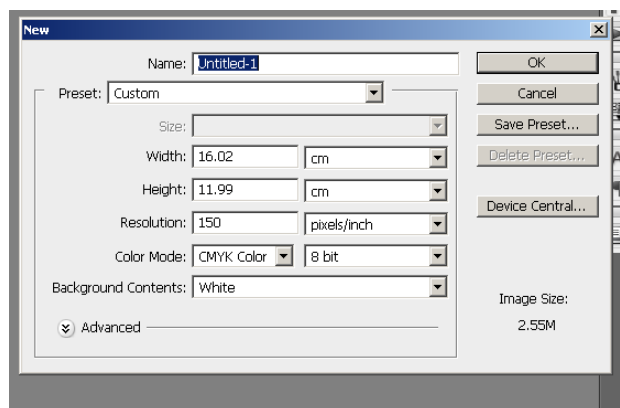 New
Name: Untitled-1
OK
Preset: Custom
Cancel
Size:
Save Preset...
Width: 16.02 cm
Delete Preset...
Height: 11.99 cm
Device Central...
Resolution: 150 pixels/inch
Color Mode: CMYK Color 8 bit
Background Contents: White
Image Size:
Advanced
2.55M